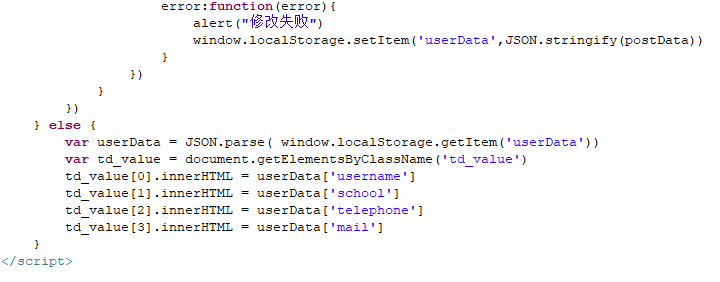 error:function(error){
alert("修改失败")
window.localStorage.setItem('userData',JSON.stringify(postData))
}
})
}
})
} else {
var userData = JSON.parse( window.localStorage.getItem('userData'))
var td_value = document.getElementsByClassName('td_value')
td_value[0].innerHTML = userData['username']
td_value[1].innerHTML = userData['school']
td_value[2].innerHTML = userData['telephone']
td_value[3].innerHTML = userData['mail']
}
</script>